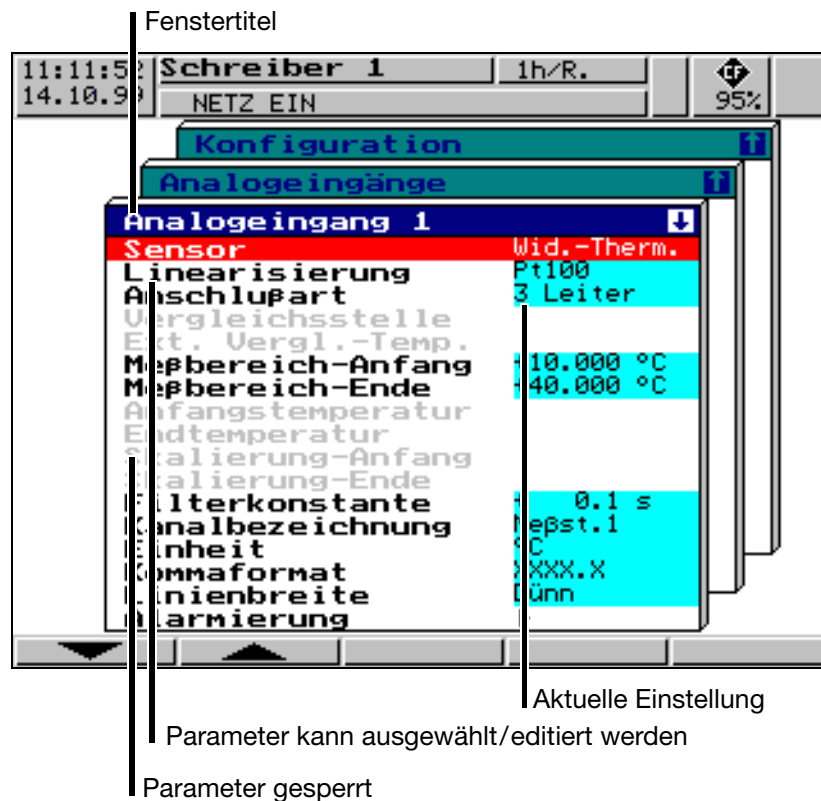 Fenstertitel
11:11:52 Schreiber 1 1h/R. CF
14.10.99 NETZ EIN 95%
Konfiguration
Analogeingänge
Analogeingang 1
Sensor Wid.-Therm.
Linearisierung Pt100
Anschlußart 3 Leiter
Vergleichsstelle
Ext. Vergl.-Temp.
Meßbereich-Anfang +10.000 °C
Meßbereich-Ende +40.000 °C
Anfangstemperatur
Endtemperatur
Skalierung-Anfang
Skalierung-Ende
Filterkonstante + 0.1 s
Kanalbezeichnung Meßst.1
Einheit °C
Kommaformat XXXX.X
Linienbreite Dünn
Alarmierung
Aktuelle Einstellung
Parameter kann ausgewählt/editiert werden
Parameter gesperrt